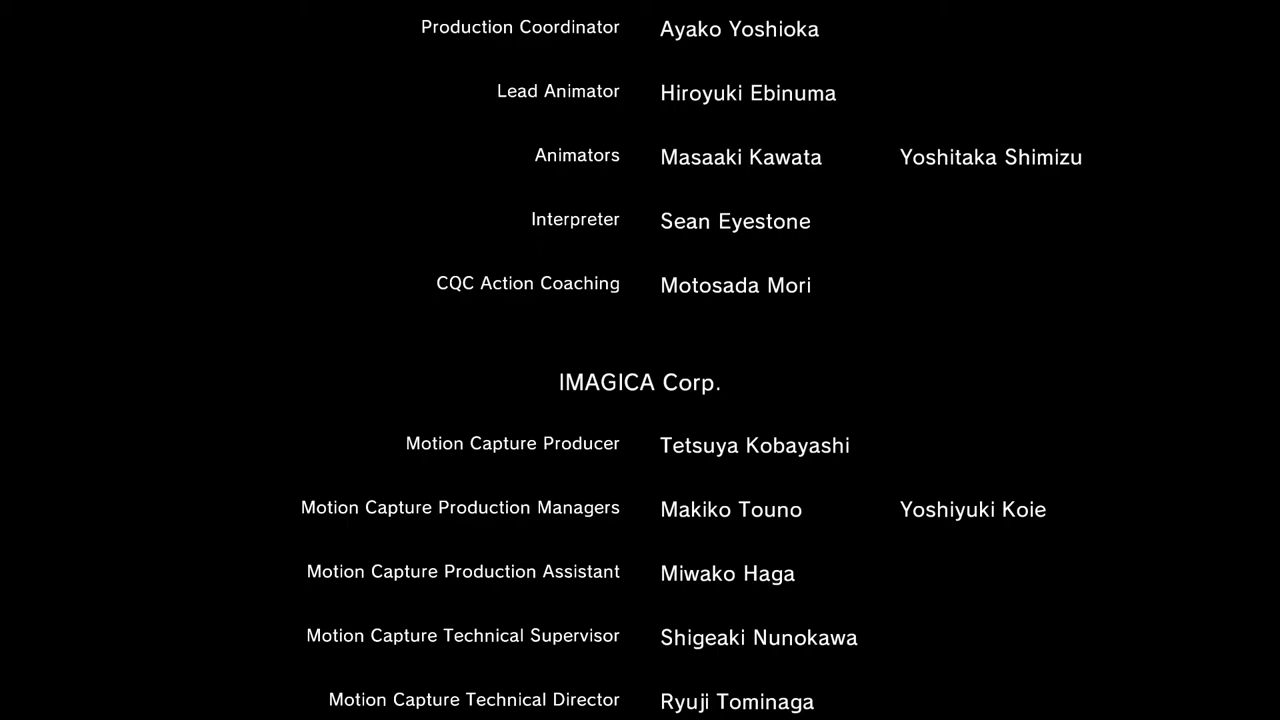 Production Coordinator Ayako Yoshioka
Lead Animator Hiroyuki Ebinuma
Animators Masaaki Kawata Yoshitaka Shimizu
Interpreter Sean Eyestone
CQC Action Coaching Motosada Mori
IMAGICA Corp.
Motion Capture Producer Tetsuya Kobayashi
Motion Capture Production Managers Makiko Touno Yoshiyuki Koie
Motion Capture Production Assistant Miwako Haga
Motion Capture Technical Supervisor Shigeaki Nunokawa
Motion Capture Technical Director Ryuji Tominaga